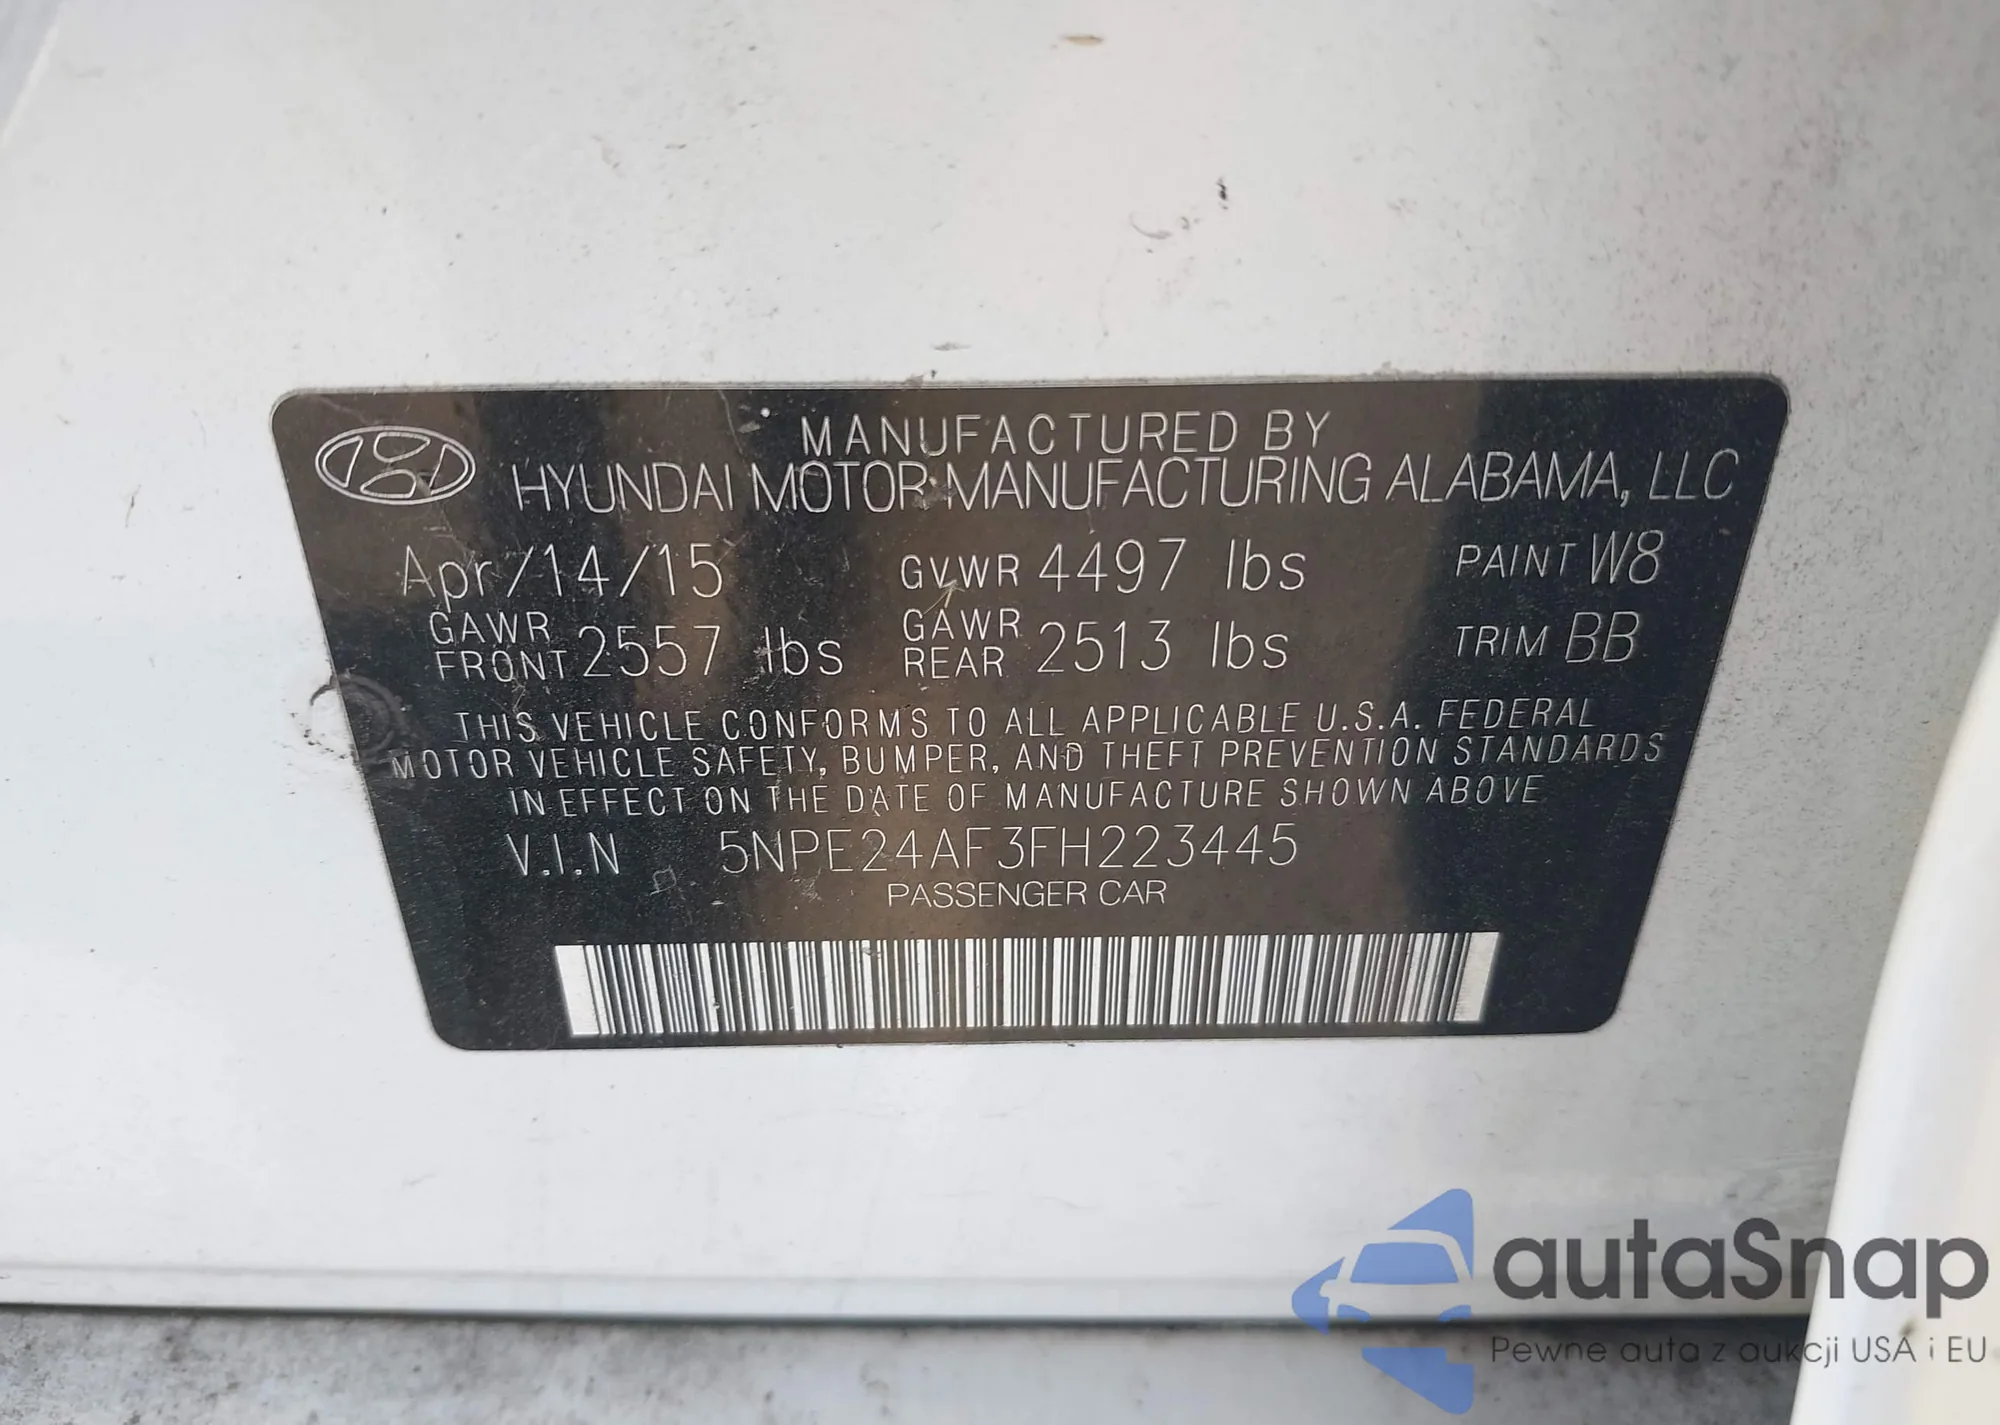 MANUFACTURED BY
HYUNDAI MOTOR MANUFACTURING ALABAMA, LLC
Apr/14/15 GVWR 4497 lbs PAINT W8
GAWR FRONT 2557 lbs GAWR REAR 2513 lbs TRIM BB
THIS VEHICLE CONFORMS TO ALL APPLICABLE U.S.A. FEDERAL
MOTOR VEHICLE SAFETY, BUMPER, AND THEFT PREVENTION STANDARDS
IN EFFECT ON THE DATE OF MANUFACTURE SHOWN ABOVE
V.I.N 5NPE24AF3FH223445
PASSENGER CAR
autaSnap
Pewne auta z aukcji USA i EU